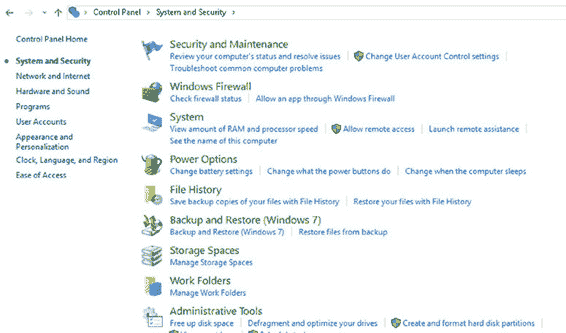 Control Panel > System and Security >
Control Panel Home
System and Security
Network and Internet
Hardware and Sound
Programs
User Accounts
Appearance and
Personalization
Clock, Language, and Region
Ease of Access
Security and Maintenance
Review your computer's status and resolve issues Change User Account Control settings
Troubleshoot common computer problems
Windows Firewall
Check firewall status Allow an app through Windows Firewall
System
View amount of RAM and processor speed Allow remote access Launch remote assistance
See the name of this computer
Power Options
Change battery settings Change what the power buttons do Change when the computer sleeps
File History
Save backup copies of your files with File History Restore your files with File History
Backup and Restore (Windows 7)
Backup and Restore (Windows 7) Restore files from backup
Storage Spaces
Manage Storage Spaces
Work Folders
Manage Work Folders
Administrative Tools
Free up disk space Defragment and optimize your drives Create and format hard disk partitions